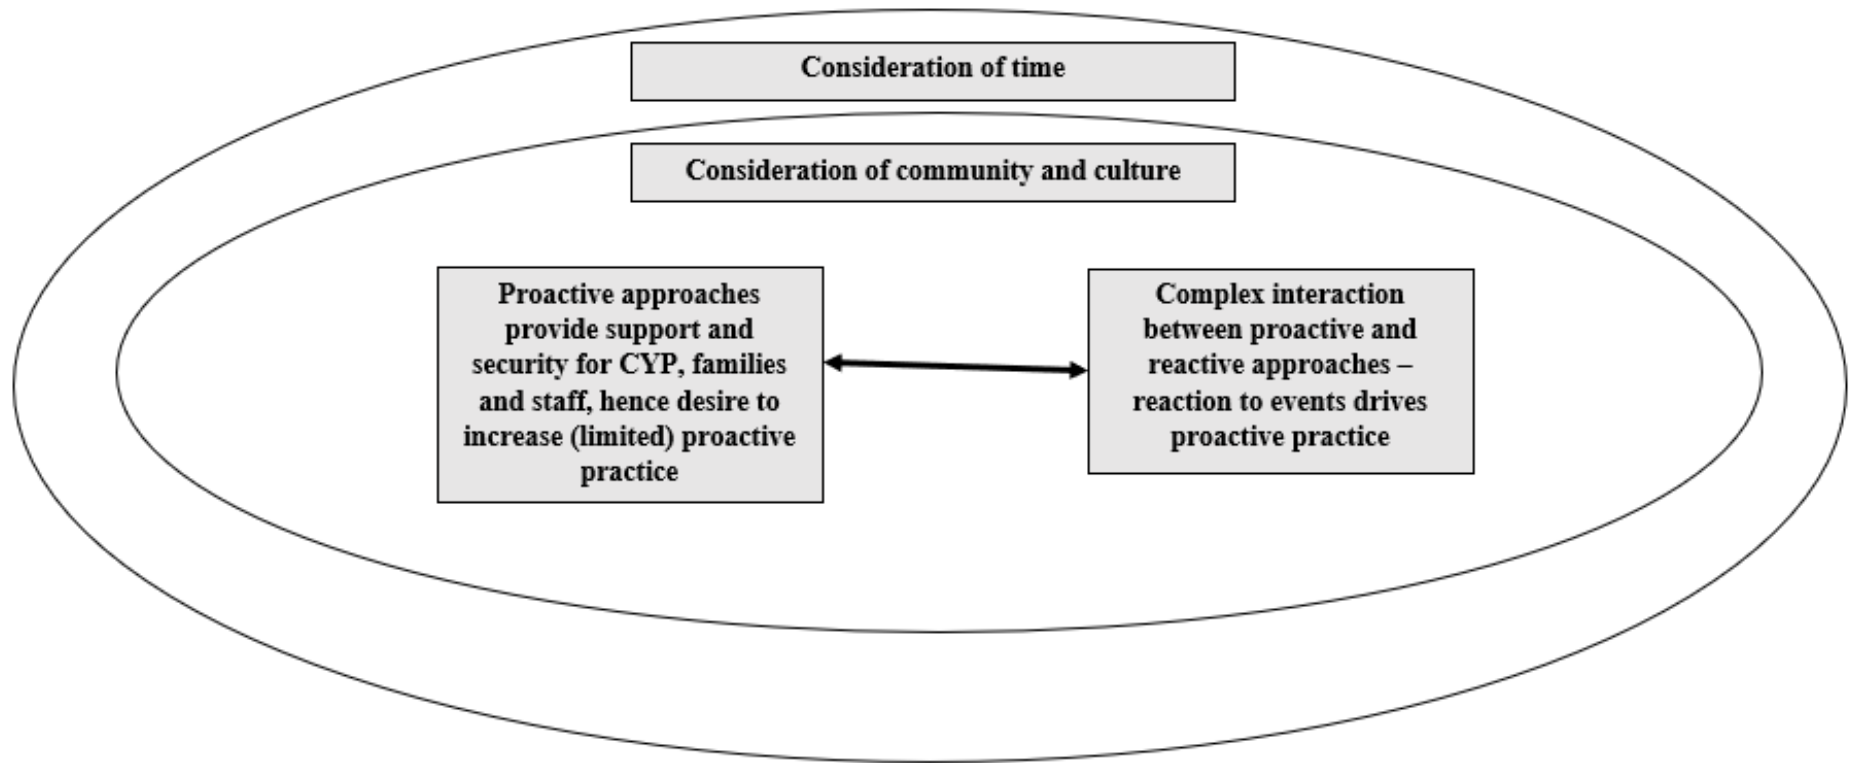 Consideration of time
Consideration of community and culture
Proactive approaches
provide support and
security for CYP, families
and staff, hence desire to
increase (limited) proactive
practice
Complex interaction
between proactive and
reactive approaches –
reaction to events drives
proactive practice